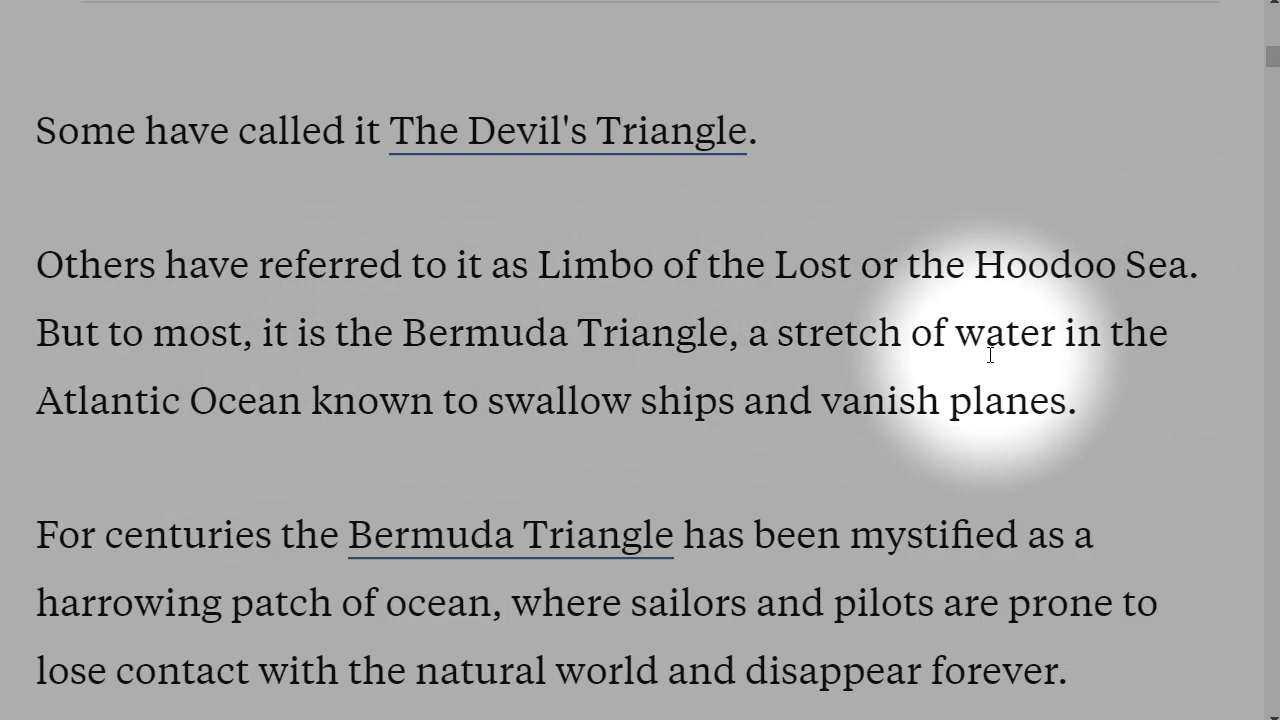 Some have called it The Devil's Triangle.
Others have referred to it as Limbo of the Lost or the Hoodoo Sea.
But to most, it is the Bermuda Triangle, a stretch of water in the
Atlantic Ocean known to swallow ships and vanish planes.
For centuries the Bermuda Triangle has been mystified as a
harrowing patch of ocean, where sailors and pilots are prone to
lose contact with the natural world and disappear forever.